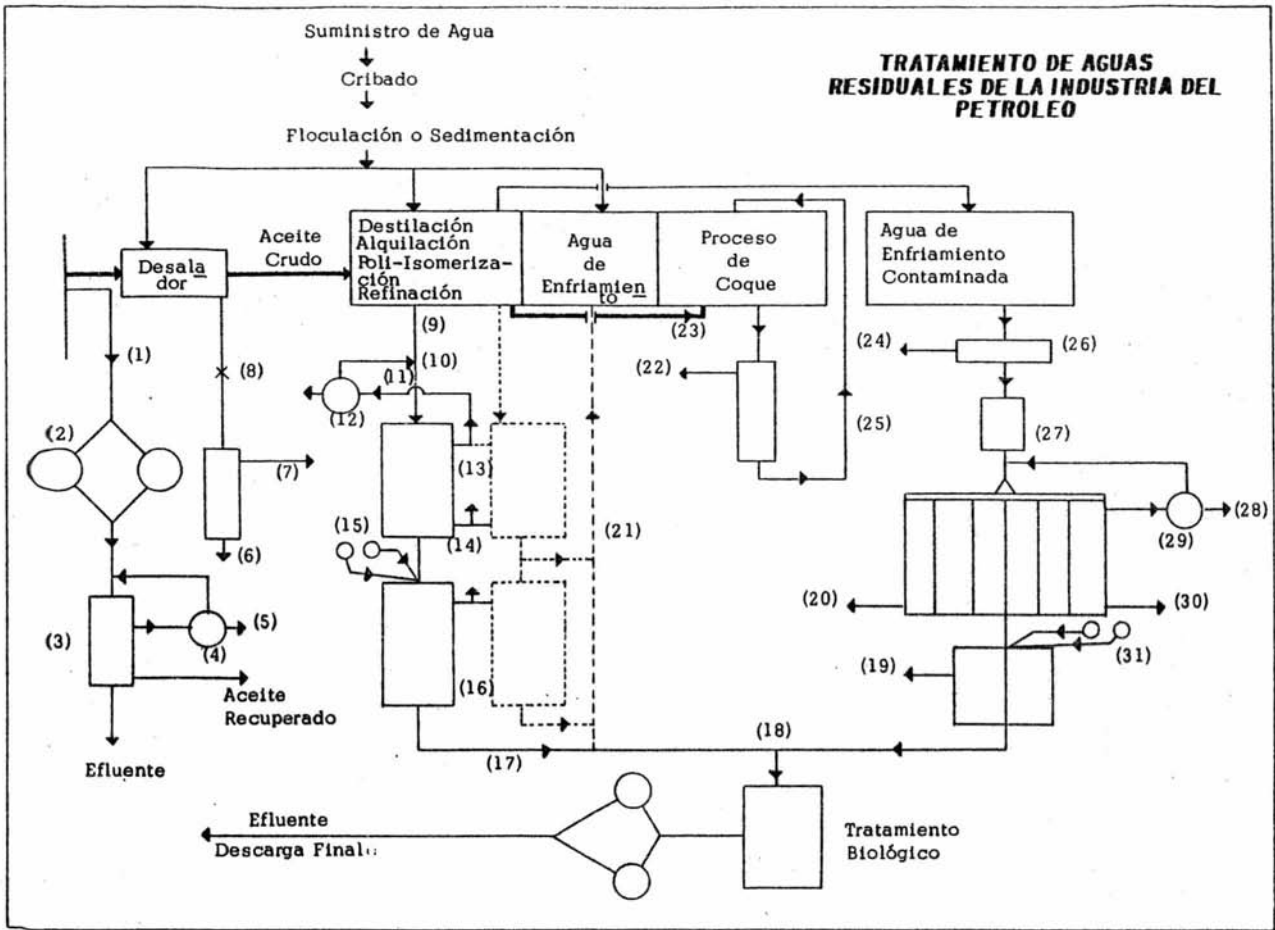 Suministro de Agua
Cribado
Floculación o Sedimentación
TRATAMIENTO DE AGUAS
RESIDUALES DE LA INDUSTRIA DEL
PETROLEO
Desala
dor
Aceite
Crudo
Destilación
Alquilación
Poli-Isomeriza-
ción
Refinación
Agua
de
Enfriamien
to
Proceso
de
Coque
Agua de
Enfriamiento
Contaminada
(1)
(2)
(3)
(4)
(5)
(6)
(7)
(8)
(9)
(10)
(11)
(12)
(13)
(14)
(15)
(16)
(17)
(18)
(19)
(20)
(21)
(22)
(23)
(24)
(25)
(26)
(27)
(28)
(29)
(30)
(31)
Aceite
Recuperado
Efluente
Efluente
Descarga Final
Tratamiento
Biológico